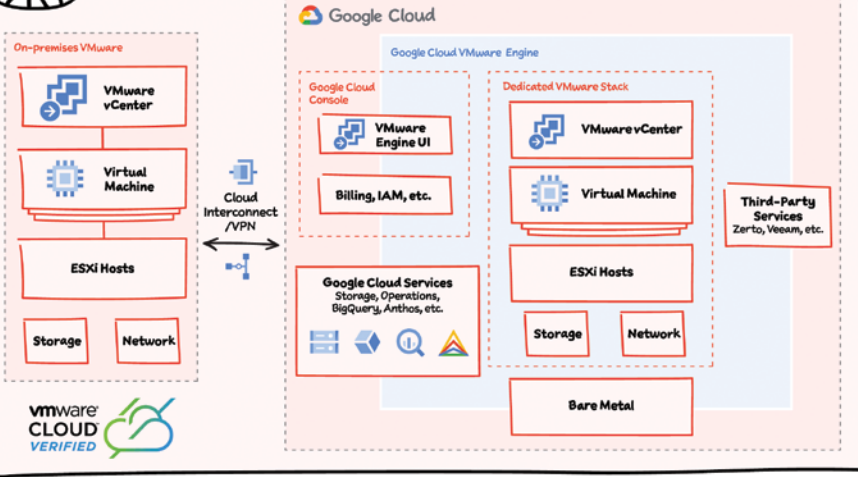 Google Cloud
On-premises VMware
VMware
vCenter
Virtual
Machine
ESXi Hosts
Storage
Network
vmware®
CLOUD™
VERIFIED
Cloud
Interconnect
/VPN
Google Cloud VMware Engine
Google Cloud
Console
VMware
Engine UI
Billing, IAM, etc.
Google Cloud Services
Storage, Operations,
BigQuery, Anthos, etc.
Dedicated VMware Stack
VMware vCenter
Virtual Machine
ESXi Hosts
Storage
Network
Bare Metal
Third-Party
Services
Zerto, Veeam, etc.